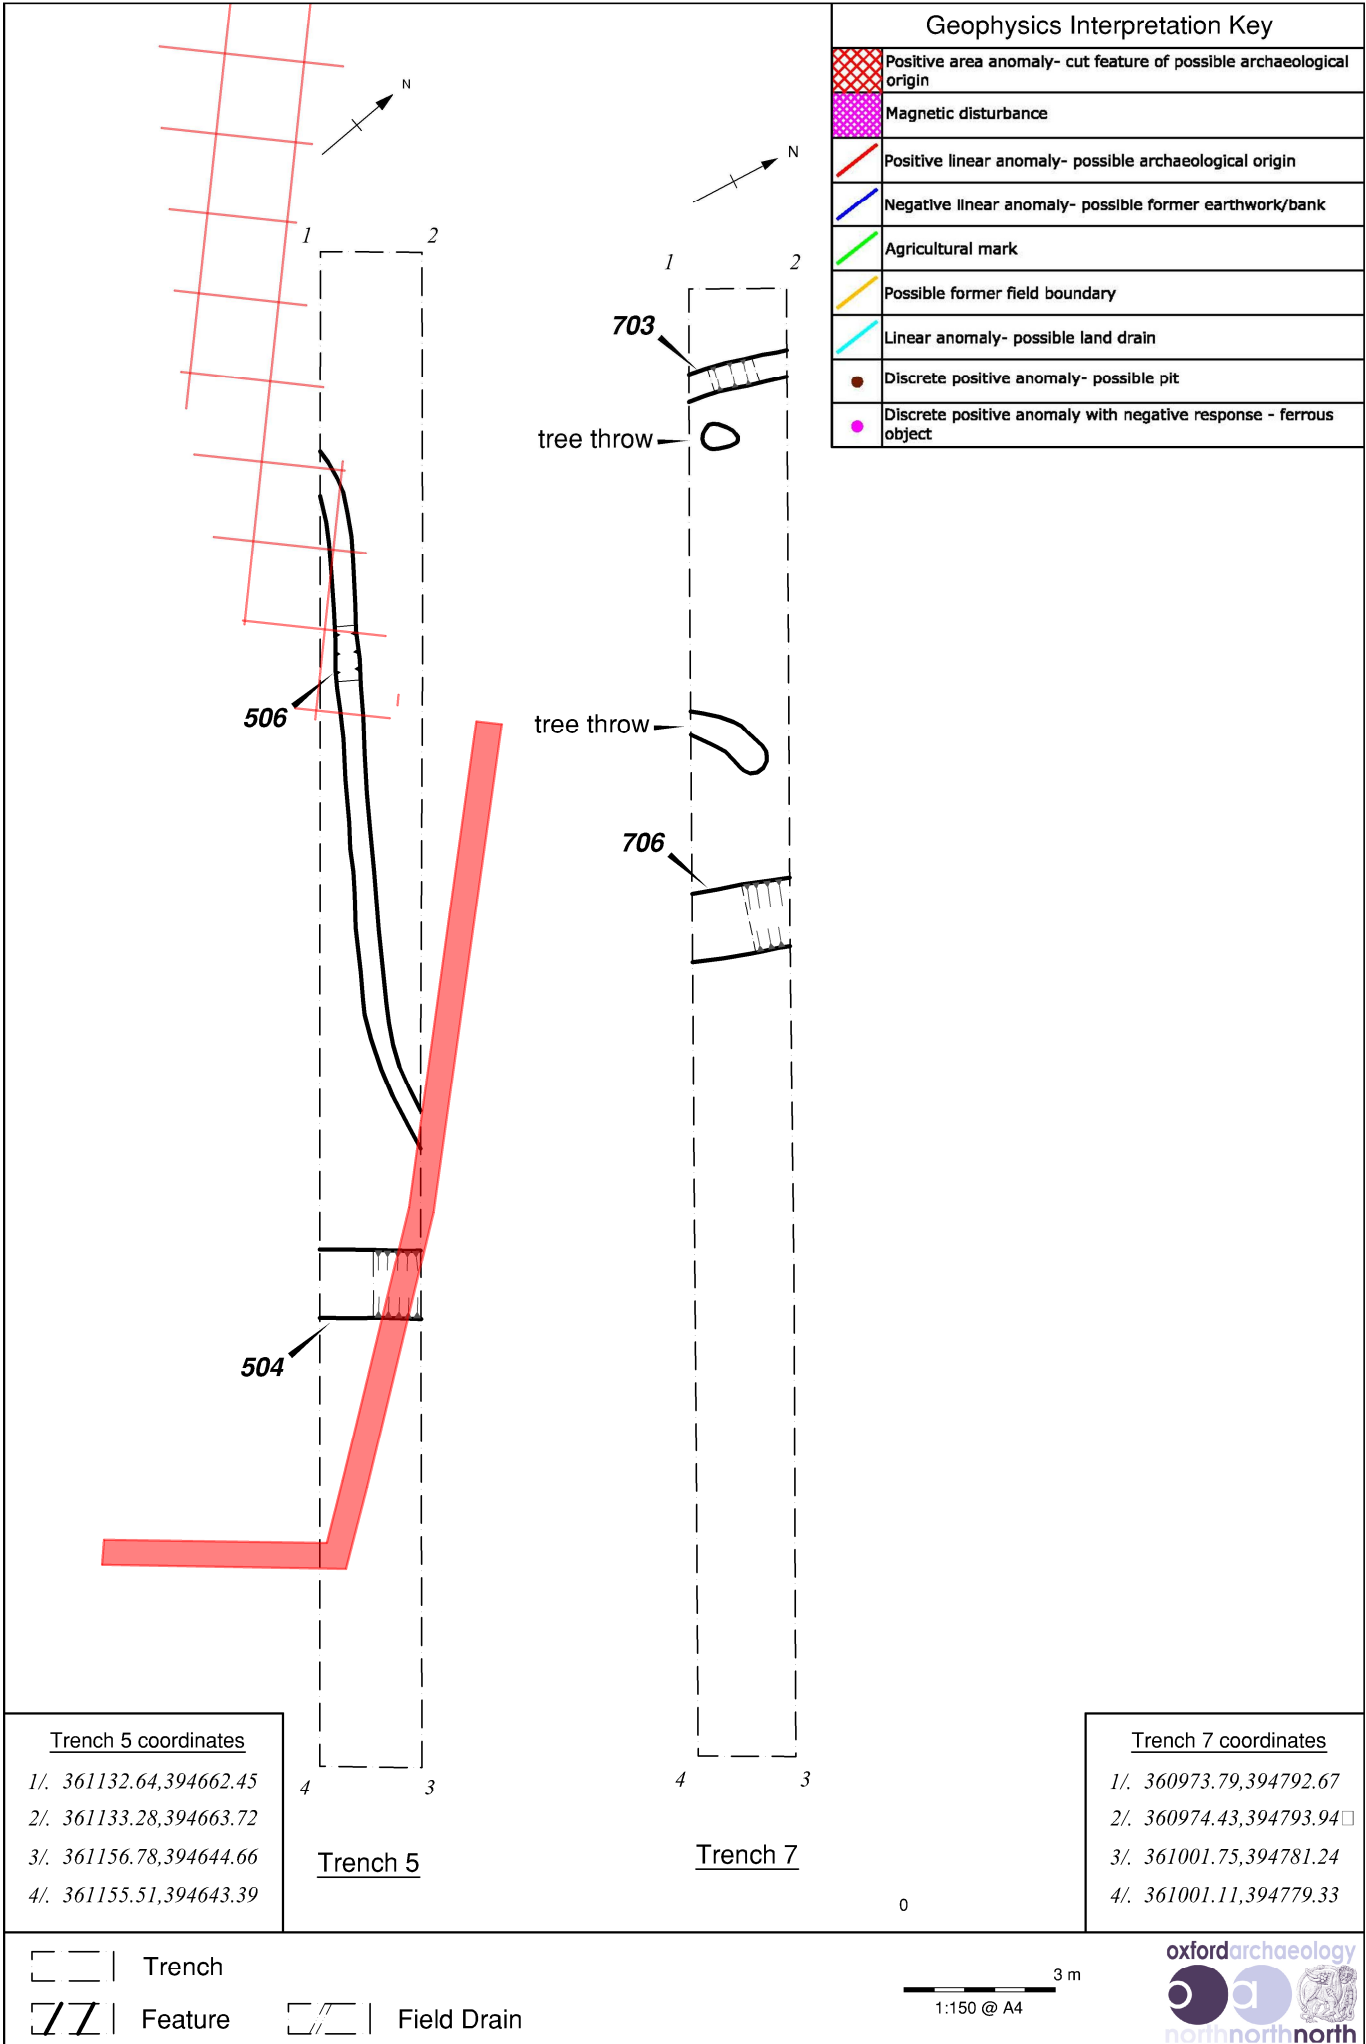 Geophysics Interpretation Key
Positive area anomaly- cut feature of possible archaeological
origin
Magnetic disturbance
Positive linear anomaly- possible archaeological origin
Negative linear anomaly- possible former earthwork/bank
Agricultural mark
Possible former field boundary
Linear anomaly- possible land drain
Discrete positive anomaly- possible pit
Discrete positive anomaly with negative response - ferrous
object
N
N
1
2
1
2
703
tree throw
506
tree throw
706
504
4
3
4
3
Trench 5
Trench 7
Trench 5 coordinates
1/. 361132.64,394662.45
2/. 361133.28,394663.72
3/. 361156.78,394644.66
4/. 361155.51,394643.39
Trench 7 coordinates
1/. 360973.79,394792.67
2/. 360974.43,394793.94□
3/. 361001.75,394781.24
4/. 361001.11,394779.33
0
Trench
Feature
Field Drain
3 m
1:150 @ A4
oxfordarchaeology
oa
northnorthnorth